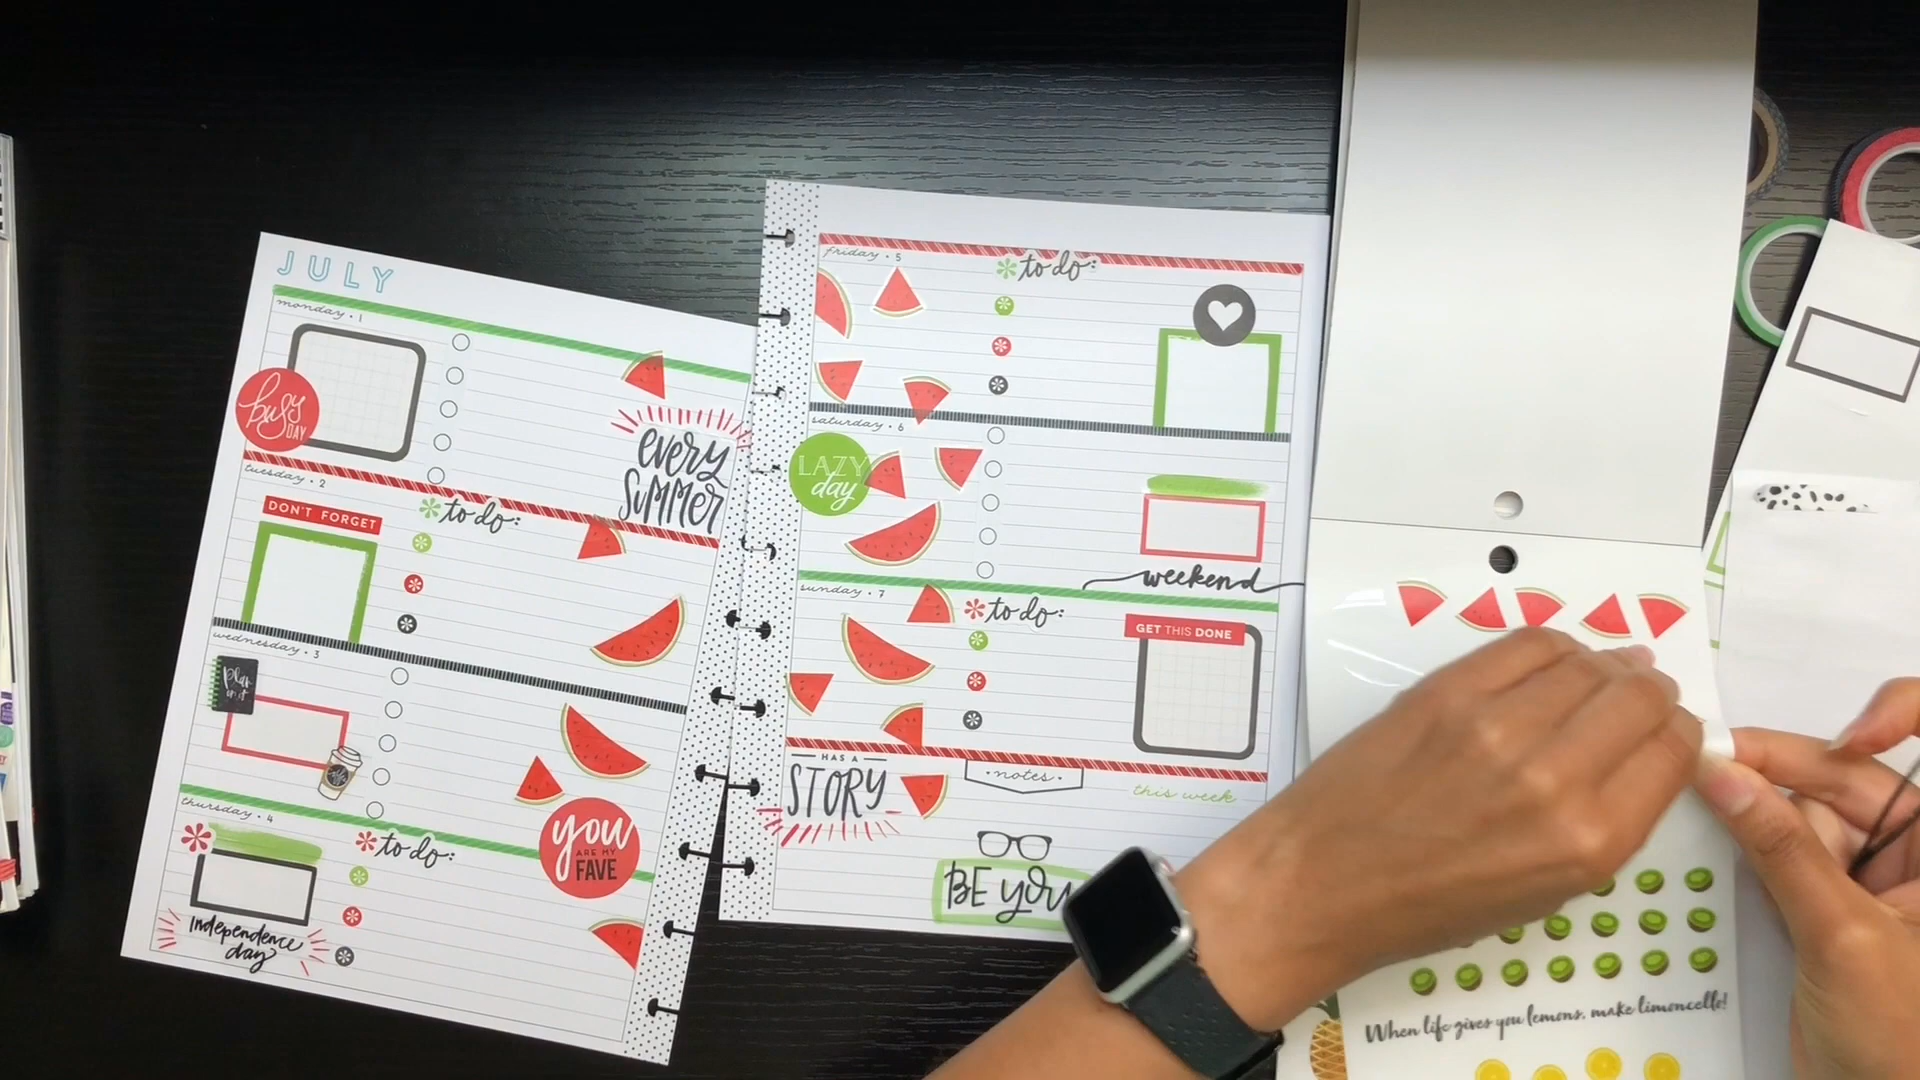 JULY
monday • 1
busy
DAY
every
SUMMER
tuesday • 2
DON'T FORGET
to do:
wednesday • 3
plan
on it
coffee
thursday • 4
to do:
YOU
ARE MY
FAVE
Independence
day
friday • 5
to do:
saturday • 6
LAZY
day
weekend
sunday • 7
to do:
GET THIS DONE
HAS A
STORY
• notes •
this week
BE YOU
When life gives you lemons, make limoncello!